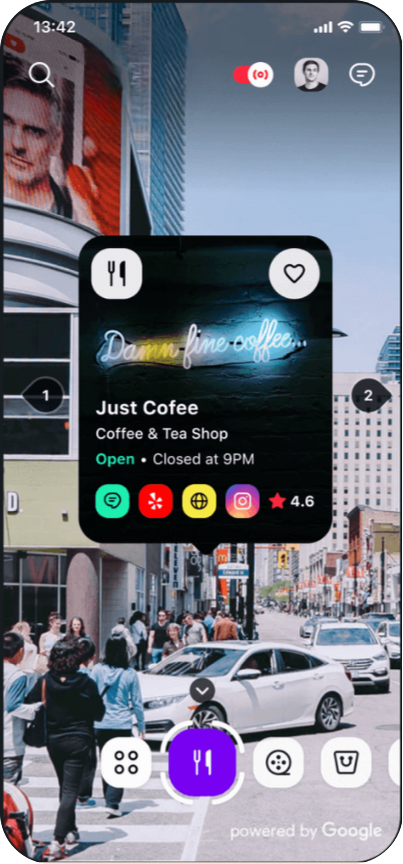 13:42
Damn fine coffee...
1
2
Just Cofee
Coffee & Tea Shop
Open • Closed at 9PM
4.6
D.
powered by Google